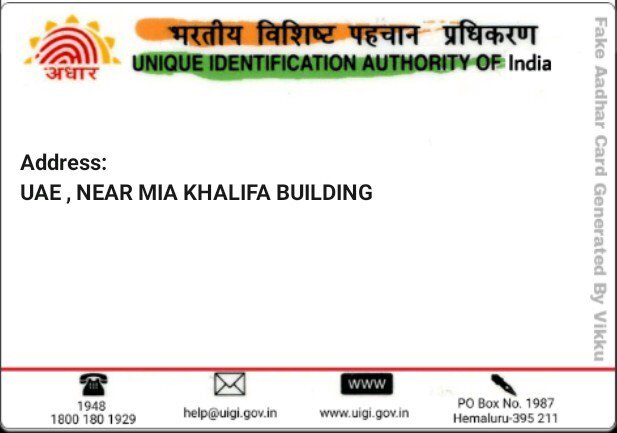 भरतीय विशिष्ट पहचान प्रधिकरण
अधार
UNIQUE IDENTIFICATION AUTHORITY OF India
Address:
UAE , NEAR MIA KHALIFA BUILDING
Fake Aadhar Card Generated By Vikku
1948
1800 180 1929
help@uigi.gov.in
WWW
www.uigi.gov.in
PO Box No. 1987
Hemaluru-395 211